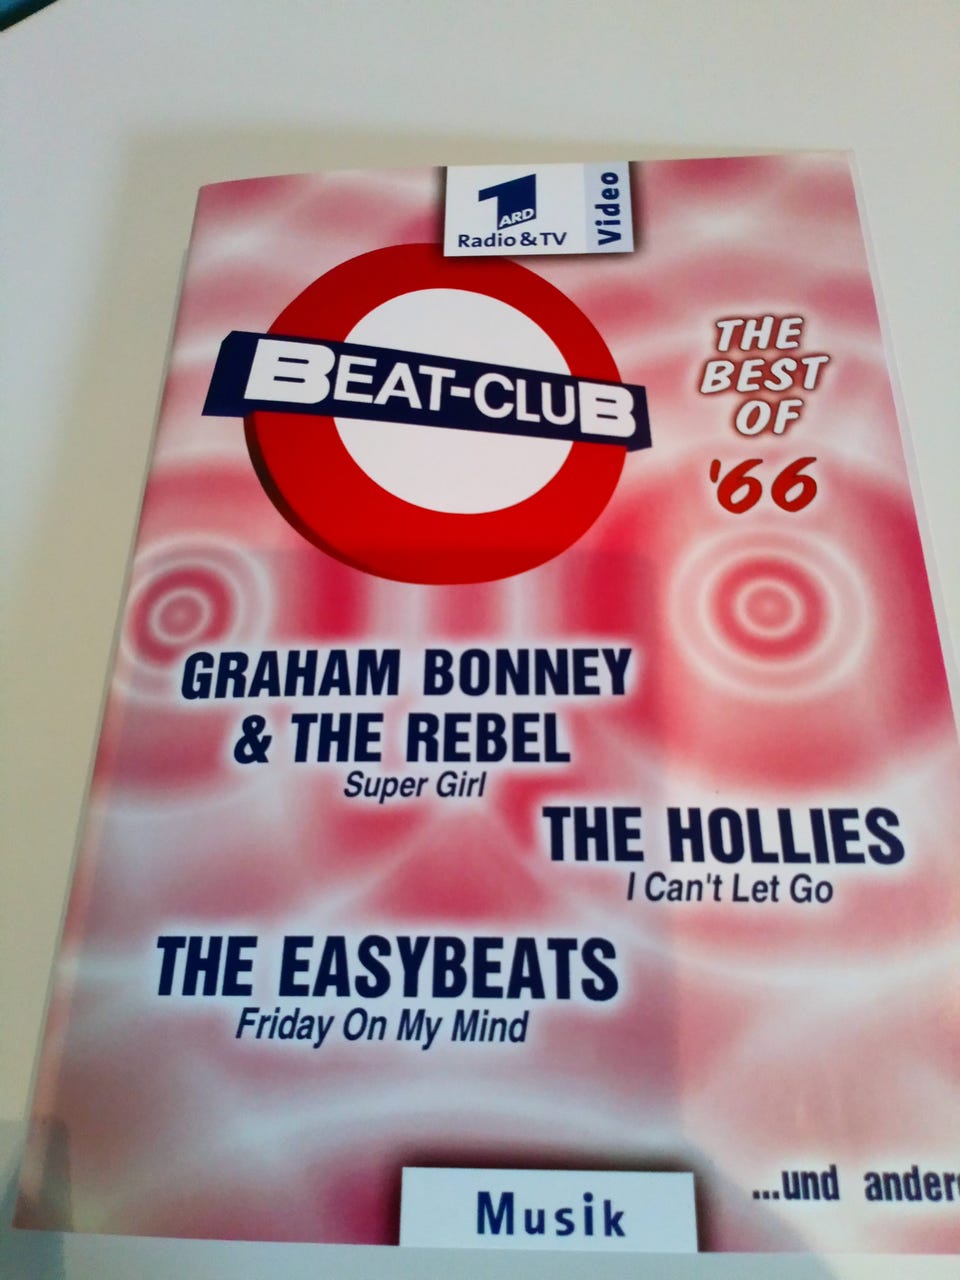 1
ARD
Radio & TV
Video
BEAT-CLUB
THE
BEST
OF
'66
GRAHAM BONNEY
& THE REBEL
Super Girl
THE HOLLIES
I Can't Let Go
THE EASYBEATS
Friday On My Mind
...und andere
Musik